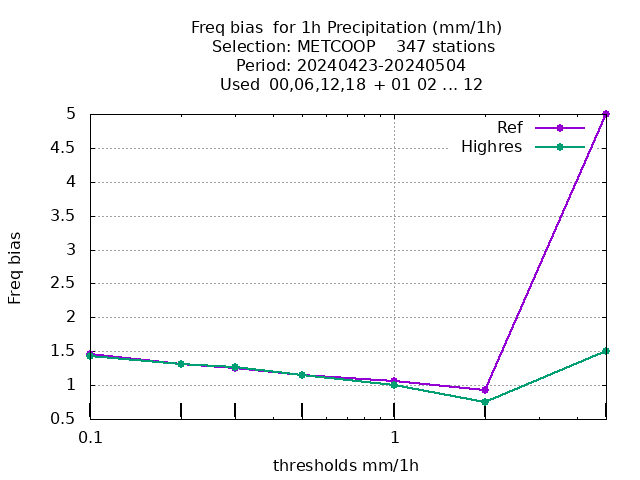 Freq bias  for 1h Precipitation (mm/1h)
Selection: METCOOP    347 stations
Period: 20240423-20240504
Used  00,06,12,18  + 01 02 ... 12
Ref
Highres
5
4.5
4
3.5
3
2.5
2
1.5
1
0.5
Freq bias
0.1
1
thresholds mm/1h